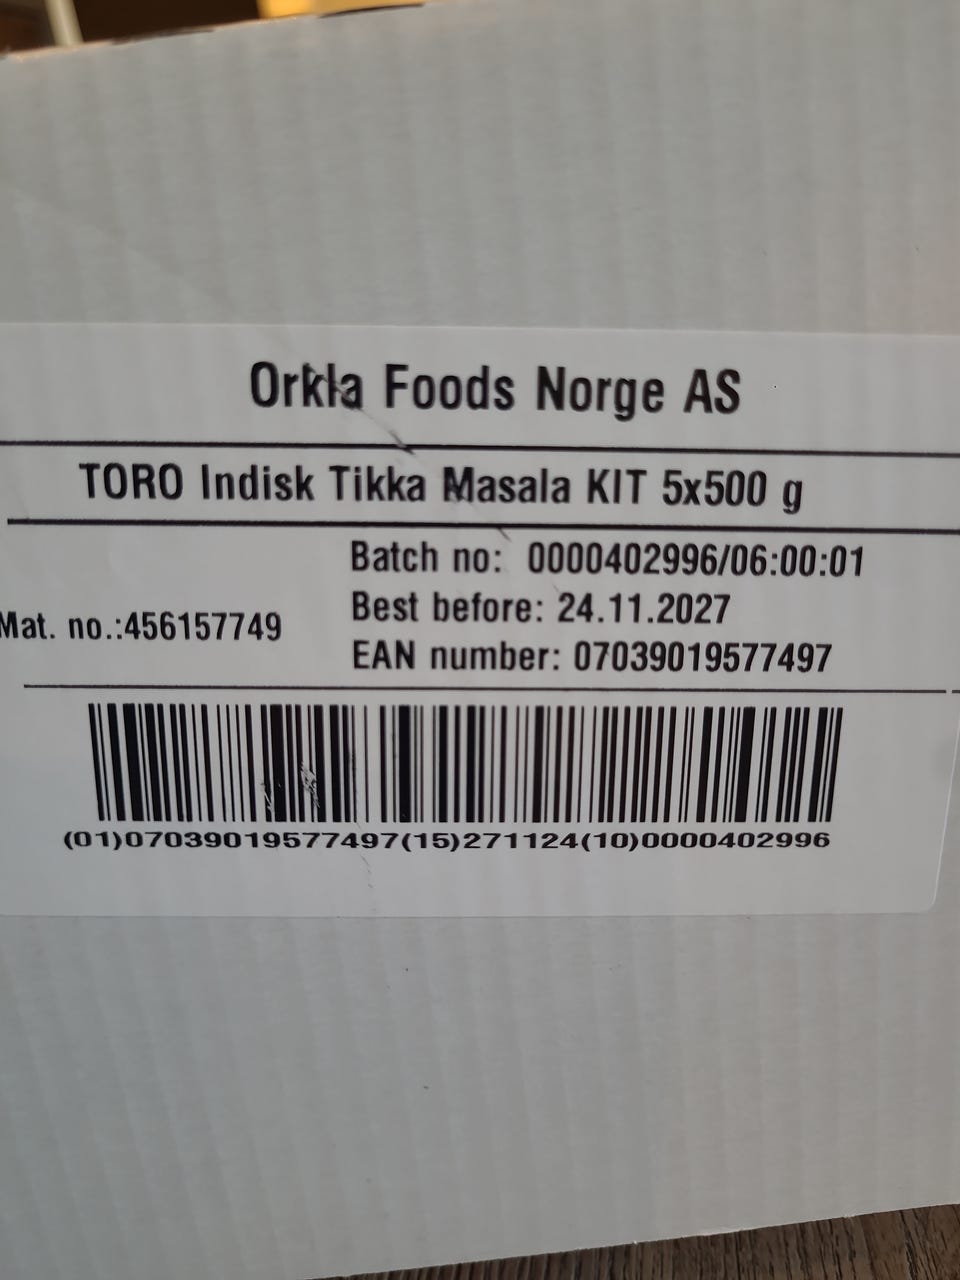 Orkla Foods Norge AS
TORO Indisk Tikka Masala KIT 5x500 g
Batch no: 0000402996/06:00:01
Mat. no.:456157749
Best before: 24.11.2027
EAN number: 07039019577497
(01)07039019577497(15)271124(10)0000402996